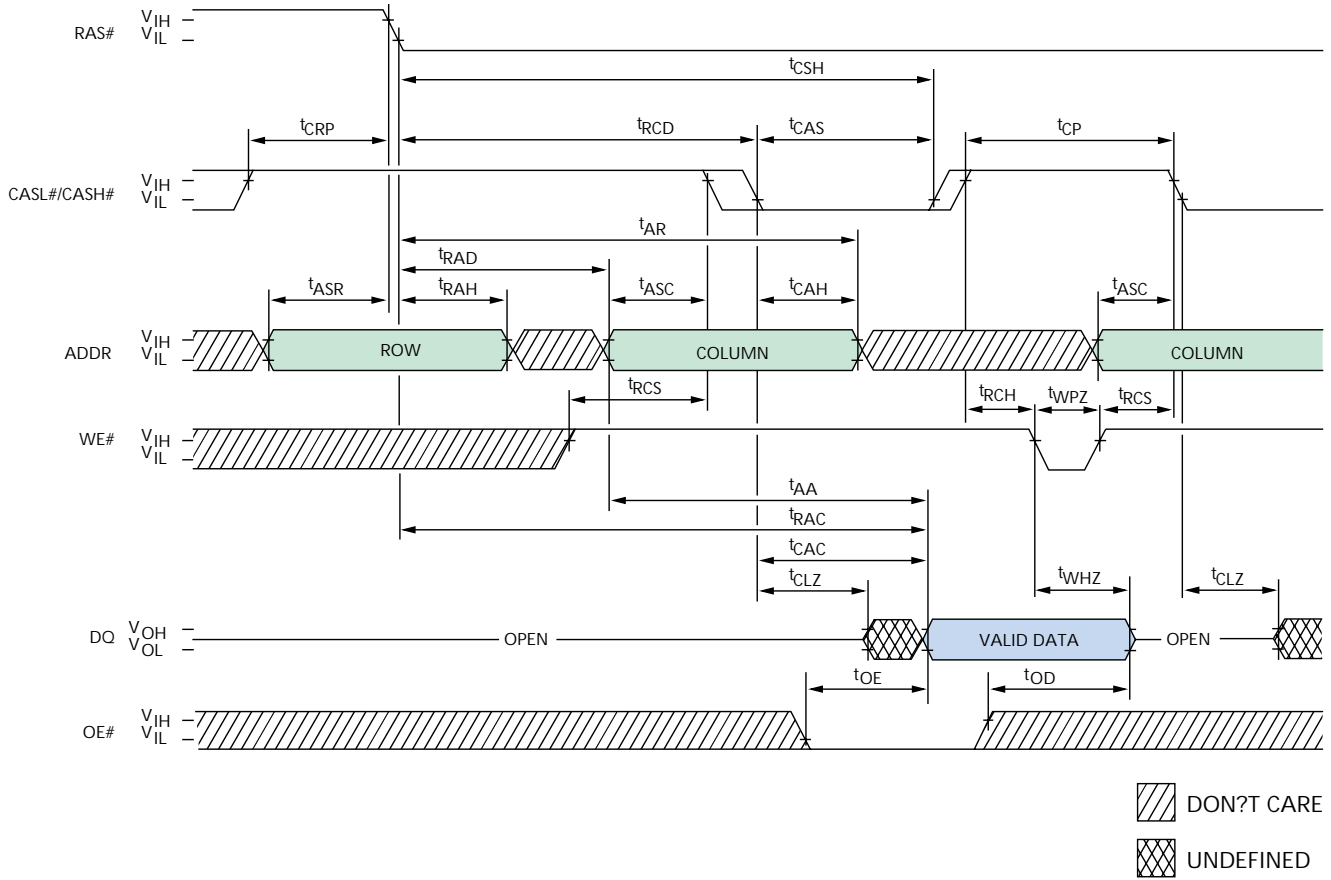 RAS# VIH
VIL
tCSH
tCRP tRCD tCAS tCP
CASL#/CASH# VIH
VIL
tAR
tRAD
tASR tRAH tASC tCAH tASC
ADDR VIH
VIL
ROW COLUMN COLUMN
tRCS tRCH tWPZ tRCS
WE# VIH
VIL
tAA
tRAC
tCAC
tCLZ tWHZ tCLZ
DQ VOH
VOL
OPEN VALID DATA OPEN
tOE tOD
OE# VIH
VIL
DON?T CARE
UNDEFINED